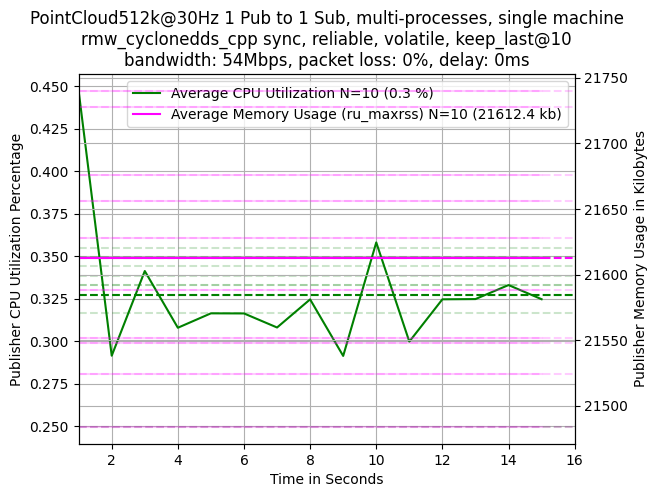 PointCloud512k@30Hz 1 Pub to 1 Sub, multi-processes, single machine
rmw_cyclonedds_cpp sync, reliable, volatile, keep_last@10
bandwidth: 54Mbps, packet loss: 0%, delay: 0ms
Average CPU Utilization N=10 (0.3 %)
Average Memory Usage (ru_maxrss) N=10 (21612.4 kb)
Publisher CPU Utilization Percentage
0.450
0.425
0.400
0.375
0.350
0.325
0.300
0.275
0.250
21750
21700
21650
21600
21550
21500
Publisher Memory Usage in Kilobytes
2 4 6 8 10 12 14 16
Time in Seconds